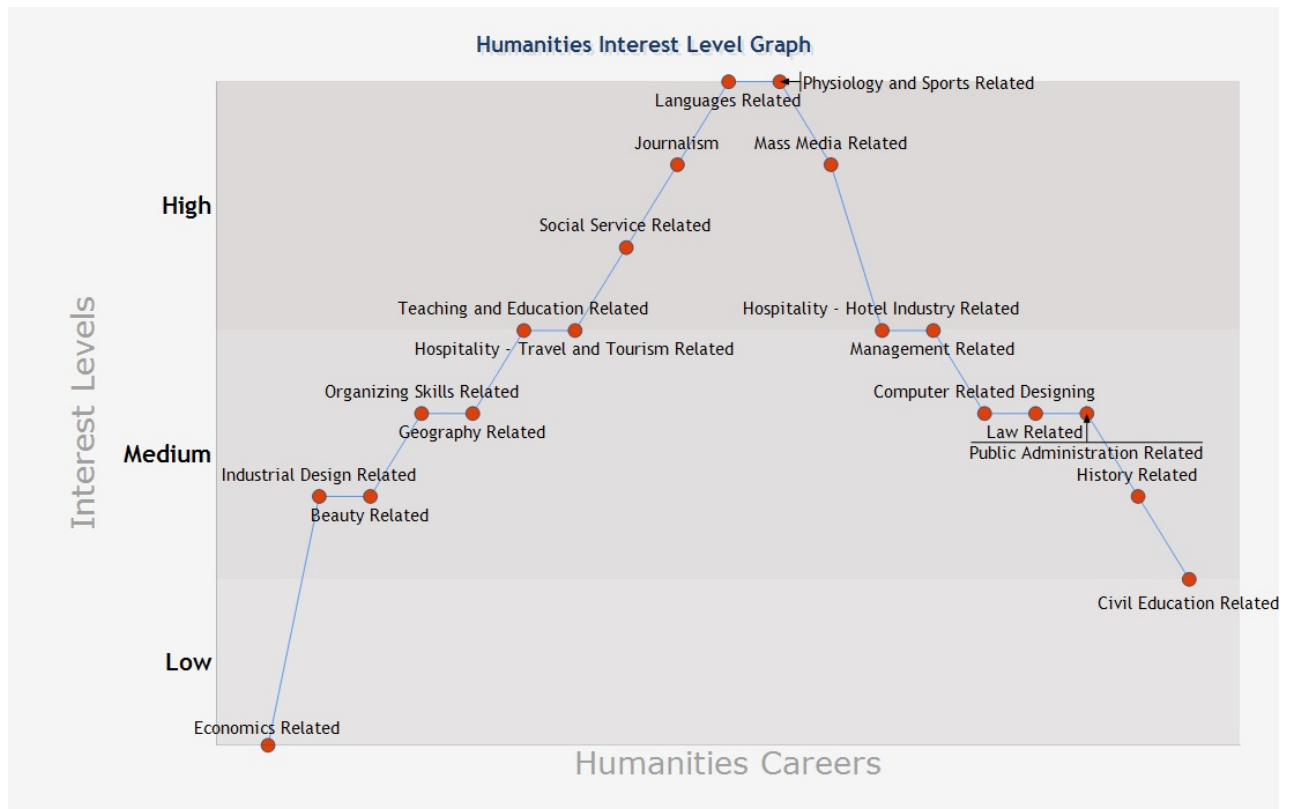 Humanities Interest Level Graph
Physiology and Sports Related
Languages Related
Journalism
Mass Media Related
High
Social Service Related
Teaching and Education Related
Hospitality - Hotel Industry Related
Hospitality - Travel and Tourism Related
Management Related
Organizing Skills Related
Computer Related Designing
Geography Related
Law Related
Medium
Public Administration Related
Industrial Design Related
History Related
Beauty Related
Interest Levels
Civil Education Related
Low
Economics Related
Humanities Careers